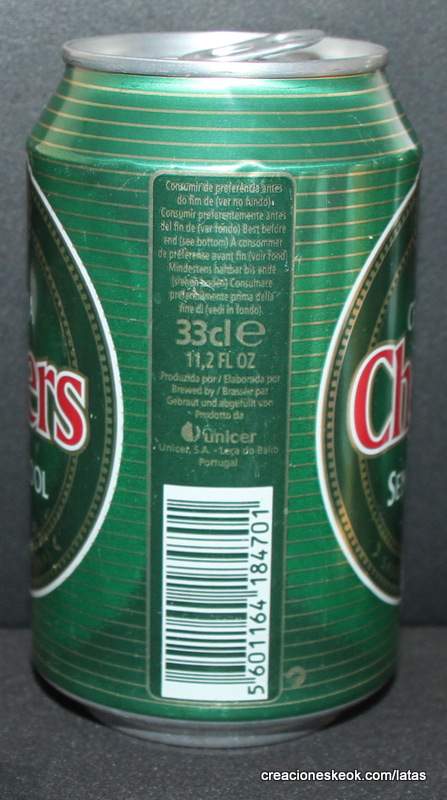 Consumir de preferência antes
do fim de (ver no fundo)
Consumir preferentemente antes
del fin de (ver fondo) Best before
end (see bottom) A consommer
de préférence avant fin (voir fond)
Mindestens haltbar bis ende
(siehe boden) Consumare
preferibilmente prima della
fine di (vedi in fondo)
33cl e
11,2 FL OZ
Produzida por / Elaborada por
Brewed by / Brassée par
Gebraut und abgefüllt von
Prodotto da
unicer
Unicer, S.A. - Leça do Balio
Portugal
5 601164 184701
ers
OL
Ch
SE
creacioneskeok.com/latas